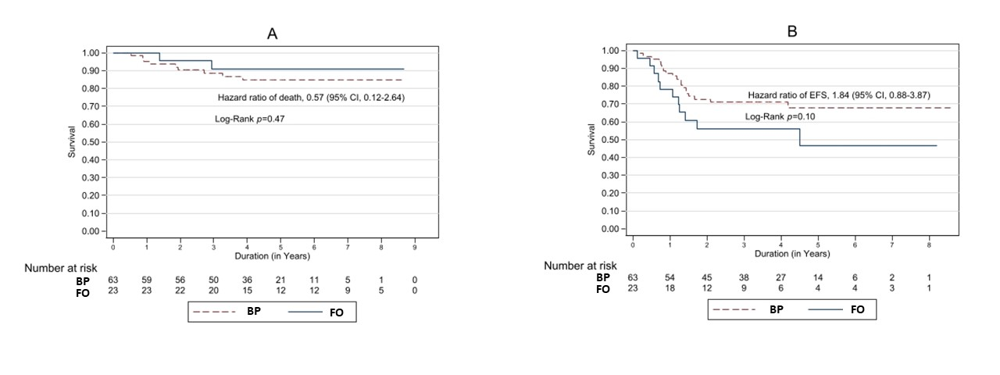 A
1.00
0.90
0.80
0.70
0.60
0.50
0.40
0.30
0.20
0.10
0.00
Survival
Hazard ratio of death, 0.57 (95% CI, 0.12-2.64)
Log-Rank p=0.47
0 1 2 3 4 5 6 7 8 9
Duration (in Years)
Number at risk
BP 63 59 56 50 36 21 11 5 1 0
FO 23 23 22 20 15 12 12 9 5 0
BP FO
B
1.00
0.90
0.80
0.70
0.60
0.50
0.40
0.30
0.20
0.10
0.00
Survival
Hazard ratio of EFS, 1.84 (95% CI, 0.88-3.87)
Log-Rank p=0.10
0 1 2 3 4 5 6 7 8
Duration (in Years)
Number at risk
BP 63 54 45 38 27 14 6 2 1
FO 23 18 12 9 6 4 4 3 1
BP FO